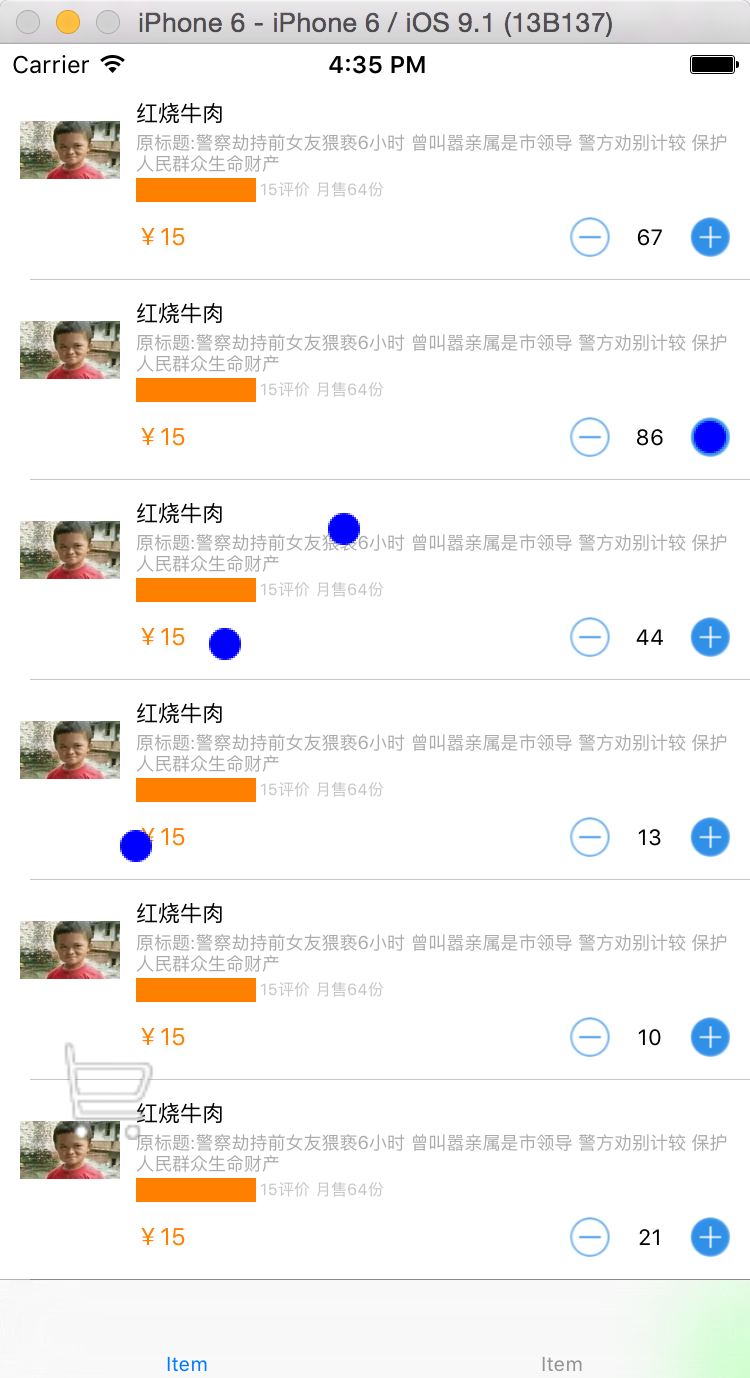 iPhone 6 - iPhone 6 / iOS 9.1 (13B137)
Carrier 4:35 PM
红烧牛肉
原标题:警察劫持前女友猥亵6小时 曾叫嚣亲属是市领导 警方劝别计较 保护
人民群众生命财产
15评价 月售64份
￥15 67
红烧牛肉
原标题:警察劫持前女友猥亵6小时 曾叫嚣亲属是市领导 警方劝别计较 保护
人民群众生命财产
15评价 月售64份
￥15 86
红烧牛肉
原标题:警察劫持前女友猥亵6小时 曾叫嚣亲属是市领导 警方劝别计较 保护
人民群众生命财产
15评价 月售64份
￥15 44
红烧牛肉
原标题:警察劫持前女友猥亵6小时 曾叫嚣亲属是市领导 警方劝别计较 保护
人民群众生命财产
15评价 月售64份
￥15 13
红烧牛肉
原标题:警察劫持前女友猥亵6小时 曾叫嚣亲属是市领导 警方劝别计较 保护
人民群众生命财产
15评价 月售64份
￥15 10
红烧牛肉
原标题:警察劫持前女友猥亵6小时 曾叫嚣亲属是市领导 警方劝别计较 保护
人民群众生命财产
15评价 月售64份
￥15 21
Item Item